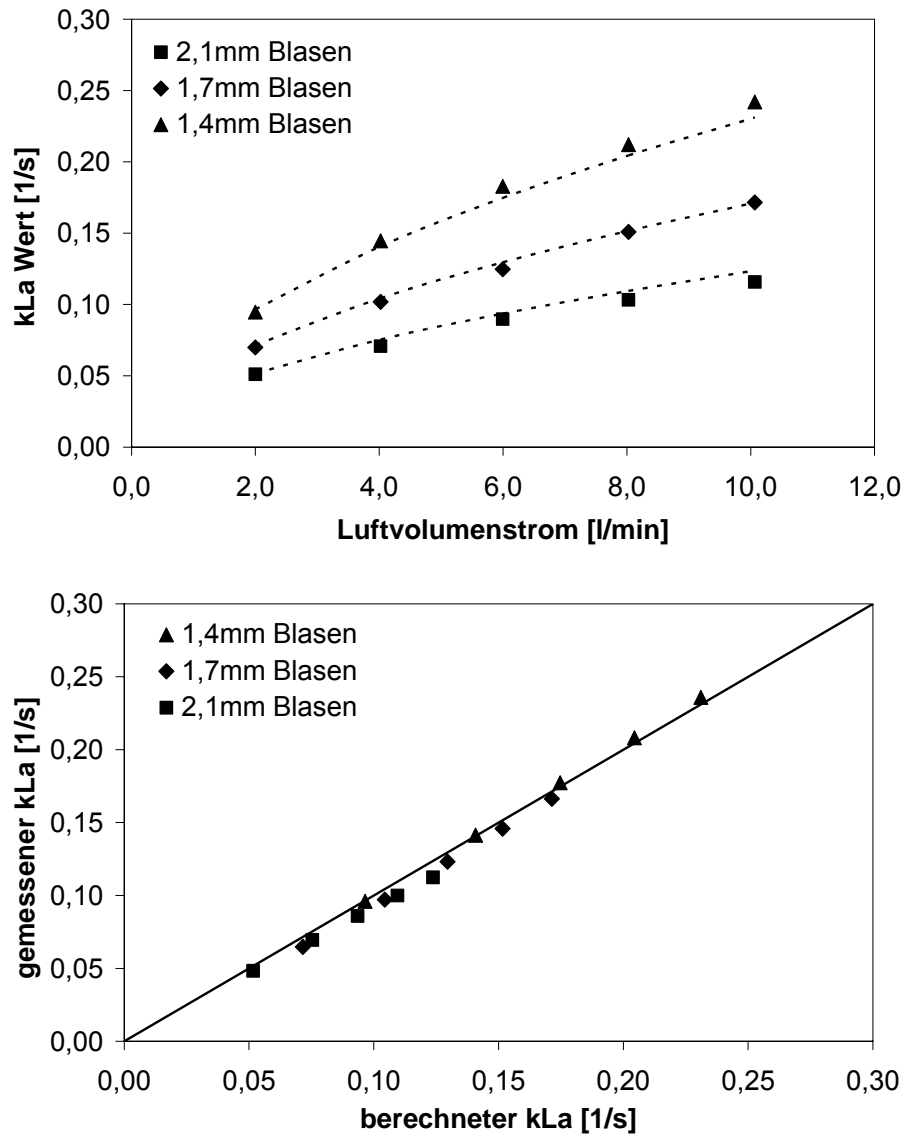 0,30
0,25
0,20
0,15
0,10
0,05
0,00
kLa Wert [1/s]
2,1mm Blasen
1,7mm Blasen
1,4mm Blasen
0,0 2,0 4,0 6,0 8,0 10,0 12,0
Luftvolumenstrom [l/min]
0,30
0,25
0,20
0,15
0,10
0,05
0,00
gemessener kLa [1/s]
1,4mm Blasen
1,7mm Blasen
2,1mm Blasen
0,00 0,05 0,10 0,15 0,20 0,25 0,30
berechneter kLa [1/s]